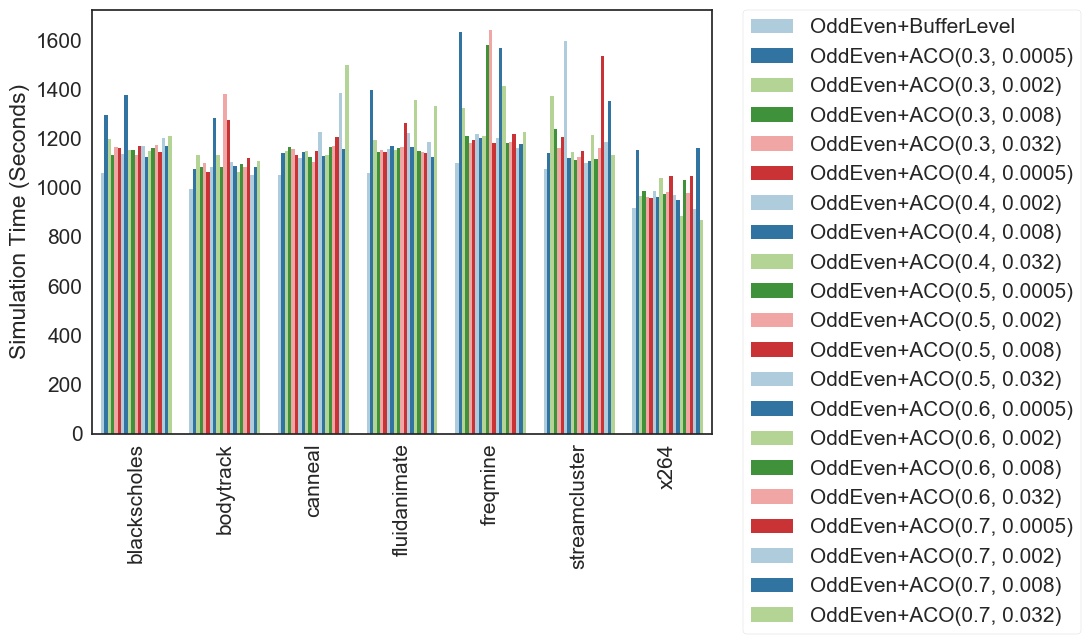 Simulation Time (Seconds)
1600
1400
1200
1000
800
600
400
200
0
blackscholes
bodytrack
canneal
fluidanimate
freqmine
streamcluster
x264
OddEven+BufferLevel
OddEven+ACO(0.3, 0.0005)
OddEven+ACO(0.3, 0.002)
OddEven+ACO(0.3, 0.008)
OddEven+ACO(0.3, 0.032)
OddEven+ACO(0.4, 0.0005)
OddEven+ACO(0.4, 0.002)
OddEven+ACO(0.4, 0.008)
OddEven+ACO(0.4, 0.032)
OddEven+ACO(0.5, 0.0005)
OddEven+ACO(0.5, 0.002)
OddEven+ACO(0.5, 0.008)
OddEven+ACO(0.5, 0.032)
OddEven+ACO(0.6, 0.0005)
OddEven+ACO(0.6, 0.002)
OddEven+ACO(0.6, 0.008)
OddEven+ACO(0.6, 0.032)
OddEven+ACO(0.7, 0.0005)
OddEven+ACO(0.7, 0.002)
OddEven+ACO(0.7, 0.008)
OddEven+ACO(0.7, 0.032)